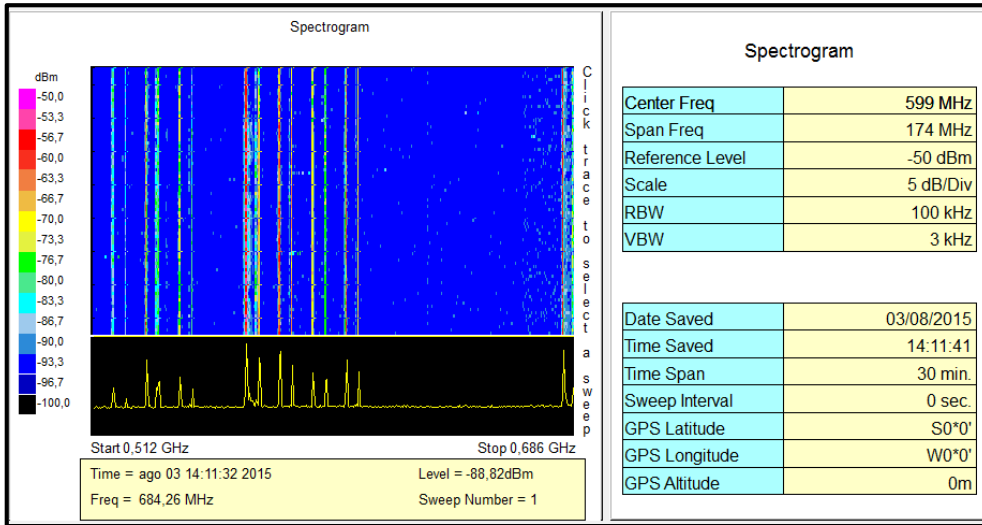 Spectrogram
dBm
-50,0
-53,3
-56,7
-60,0
-63,3
-66,7
-70,0
-73,3
-76,7
-80,0
-83,3
-86,7
-90,0
-93,3
-96,7
-100,0
Click trace to select a sweep
Start 0,512 GHz Stop 0,686 GHz
Time = ago 03 14:11:32 2015 Level = -88,82dBm
Freq = 684,26 MHz Sweep Number = 1
Spectrogram
Center Freq 599 MHz
Span Freq 174 MHz
Reference Level -50 dBm
Scale 5 dB/Div
RBW 100 kHz
VBW 3 kHz
Date Saved 03/08/2015
Time Saved 14:11:41
Time Span 30 min.
Sweep Interval 0 sec.
GPS Latitude S0*0'
GPS Longitude W0*0'
GPS Altitude 0m